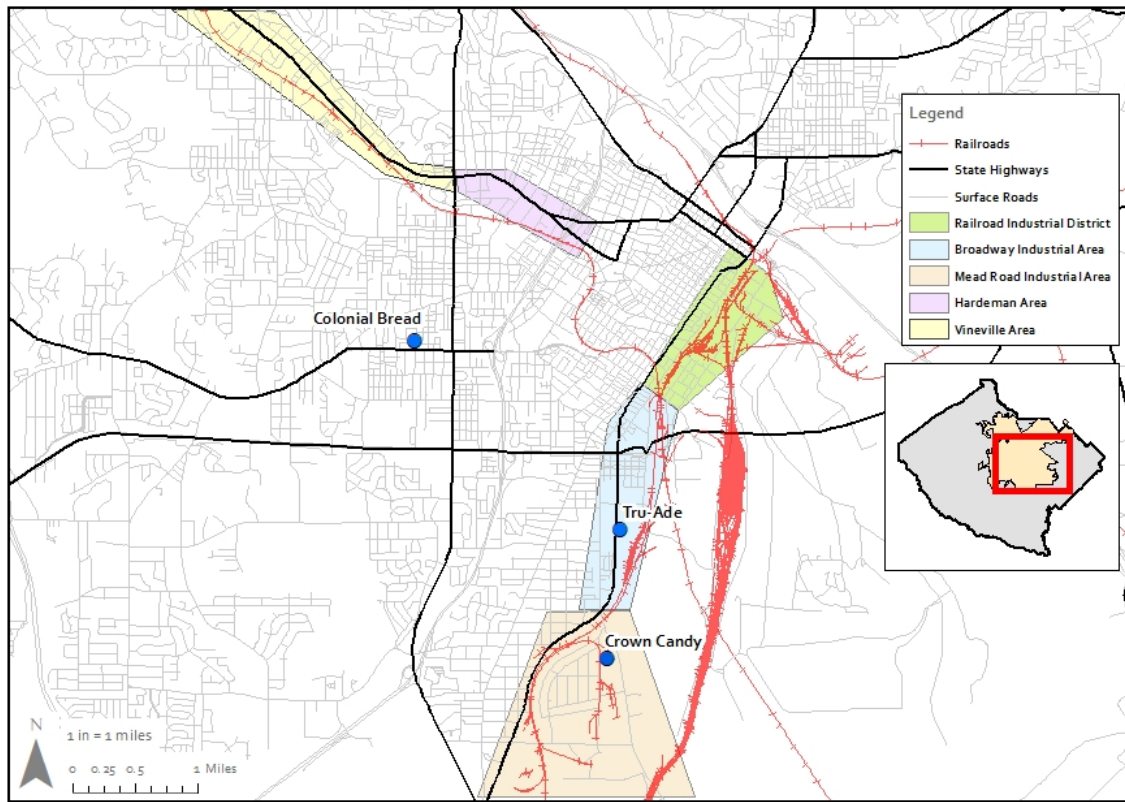 Legend
Railroads
State Highways
Surface Roads
Railroad Industrial District
Broadway Industrial Area
Mead Road Industrial Area
Hardeman Area
Vineville Area
Colonial Bread
Tru-Ade
Crown Candy
N
1 in = 1 miles
0 0.25 0.5 1 Miles